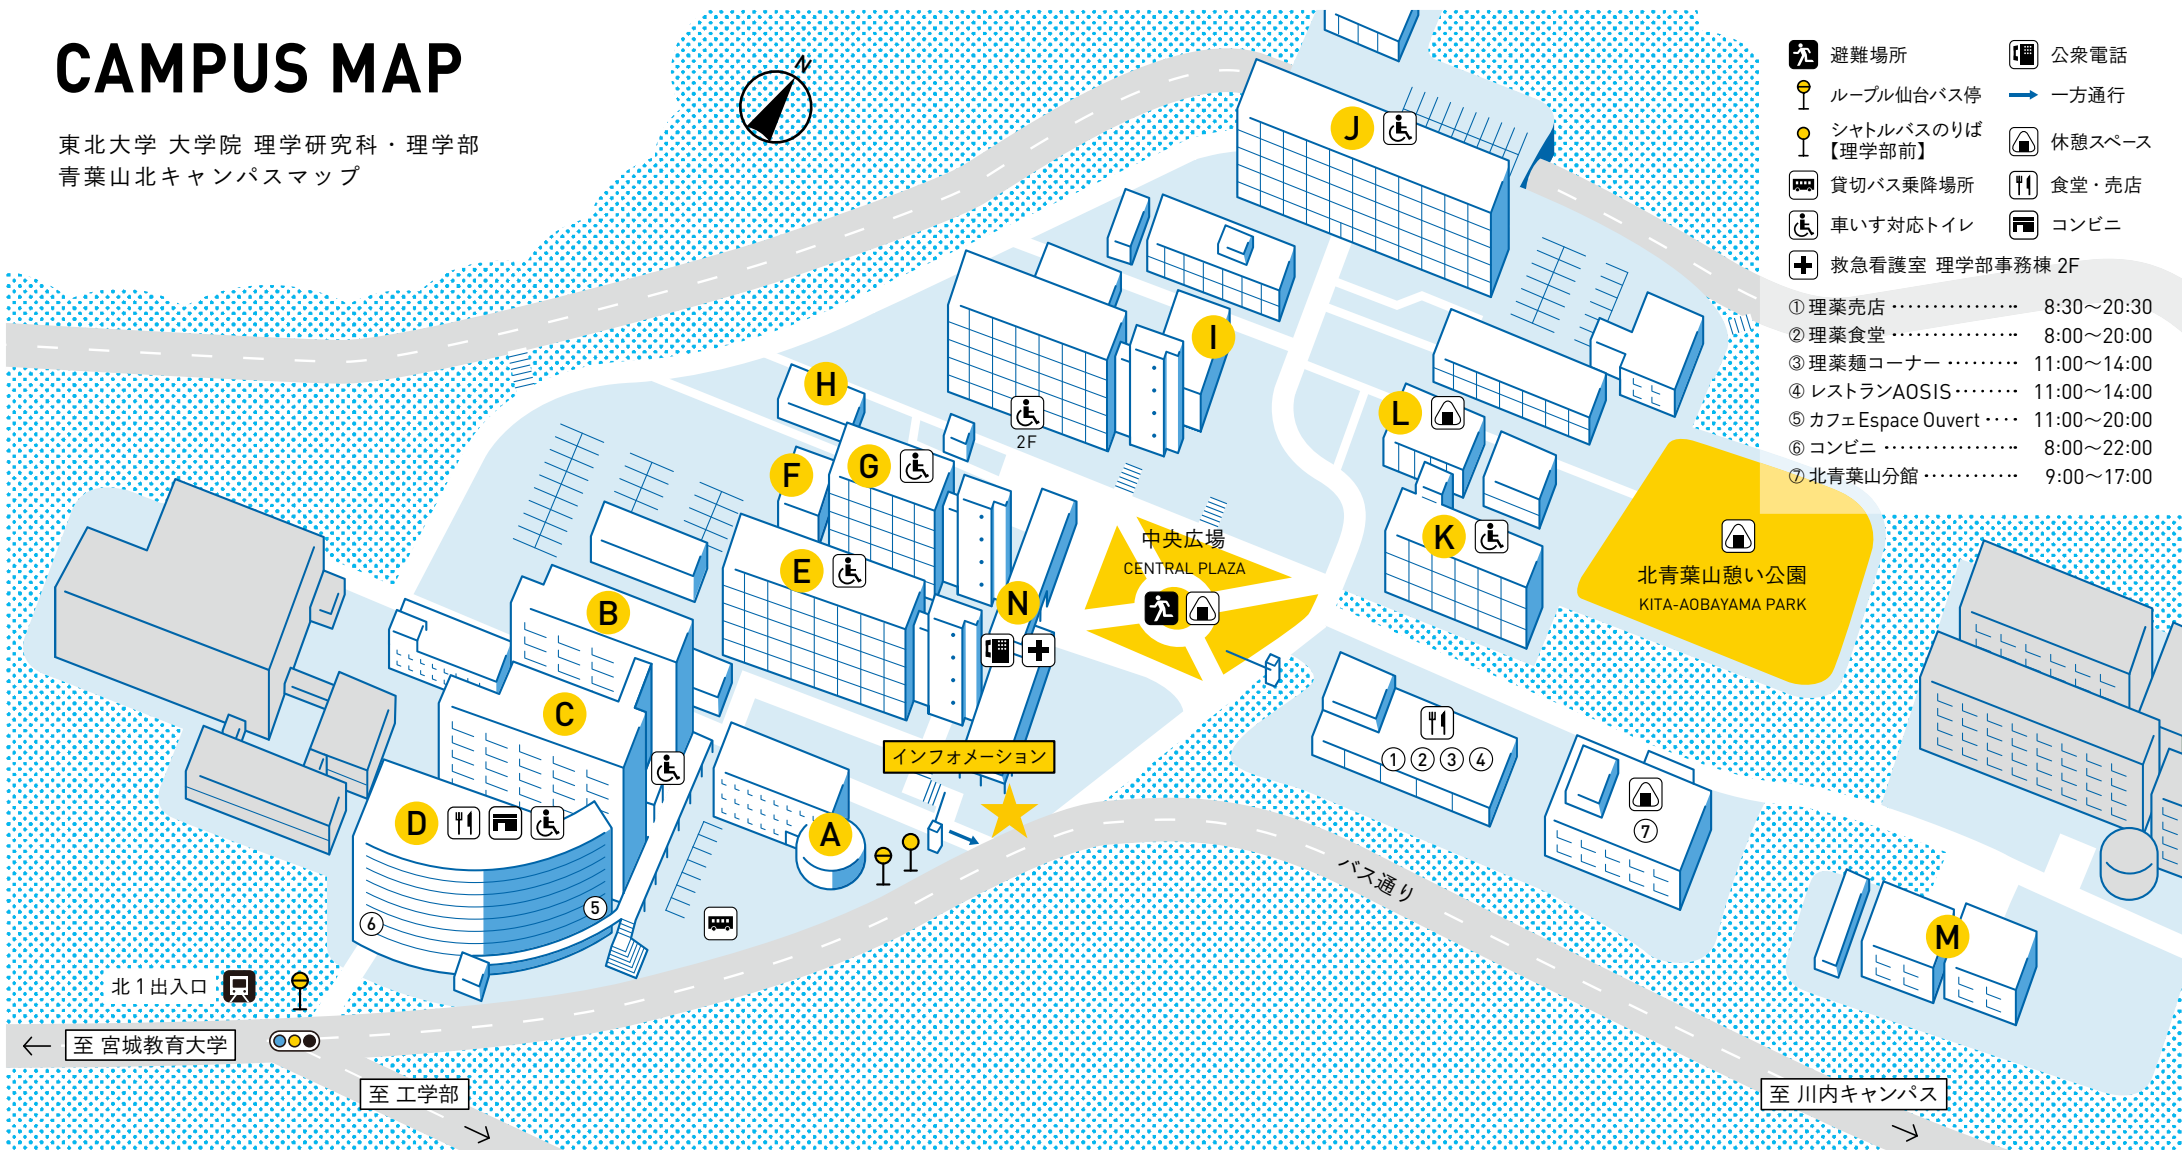 CAMPUS MAP
東北大学 大学院 理学研究科・理学部
青葉山北キャンパスマップ
N
避難場所
公衆電話
ループル仙台バス停
一方通行
シャトルバスのりば
【理学部前】
休憩スペース
貸切バス乗降場所
食堂・売店
車いす対応トイレ
コンビニ
救急看護室 理学部事務棟 2F
①理薬売店 ・・・・・・・・・・・・・・・ 8:30〜20:30
②理薬食堂 ・・・・・・・・・・・・・・・ 8:00〜20:00
③理薬麺コーナー ・・・・・・・・・ 11:00〜14:00
④レストランAOSIS・・・・・・・・ 11:00〜14:00
⑤カフェEspace Ouvert・・・・ 11:00〜20:00
⑥コンビニ ・・・・・・・・・・・・・・・・ 8:00〜22:00
⑦北青葉山分館・・・・・・・・・・・・ 9:00〜17:00
J
I
H
L
2F
G
F
K
中央広場
CENTRAL PLAZA
E
北青葉山憩い公園
KITA-AOBAYAMA PARK
N
B
C
インフォメーション
① ② ③ ④
D
A
⑦
バス通り
⑤
⑥
M
北1出入口
至 宮城教育大学
至 工学部
至 川内キャンパス